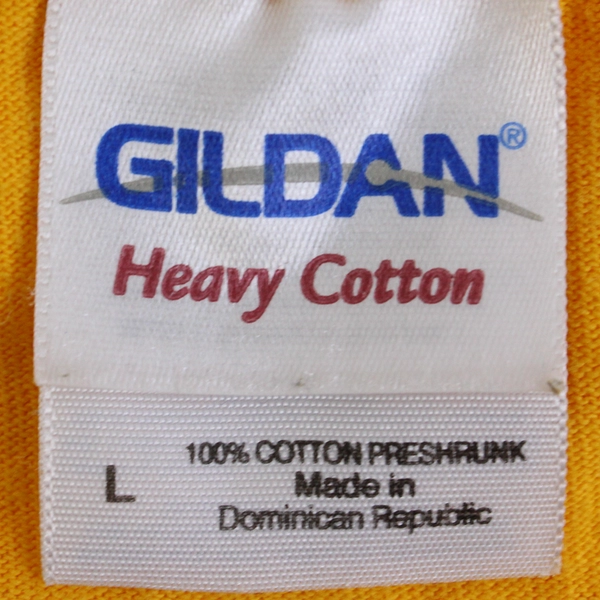 GILDAN®
Heavy Cotton
100% COTTON PRESHRUNK
L
Made in
Dominican Republic